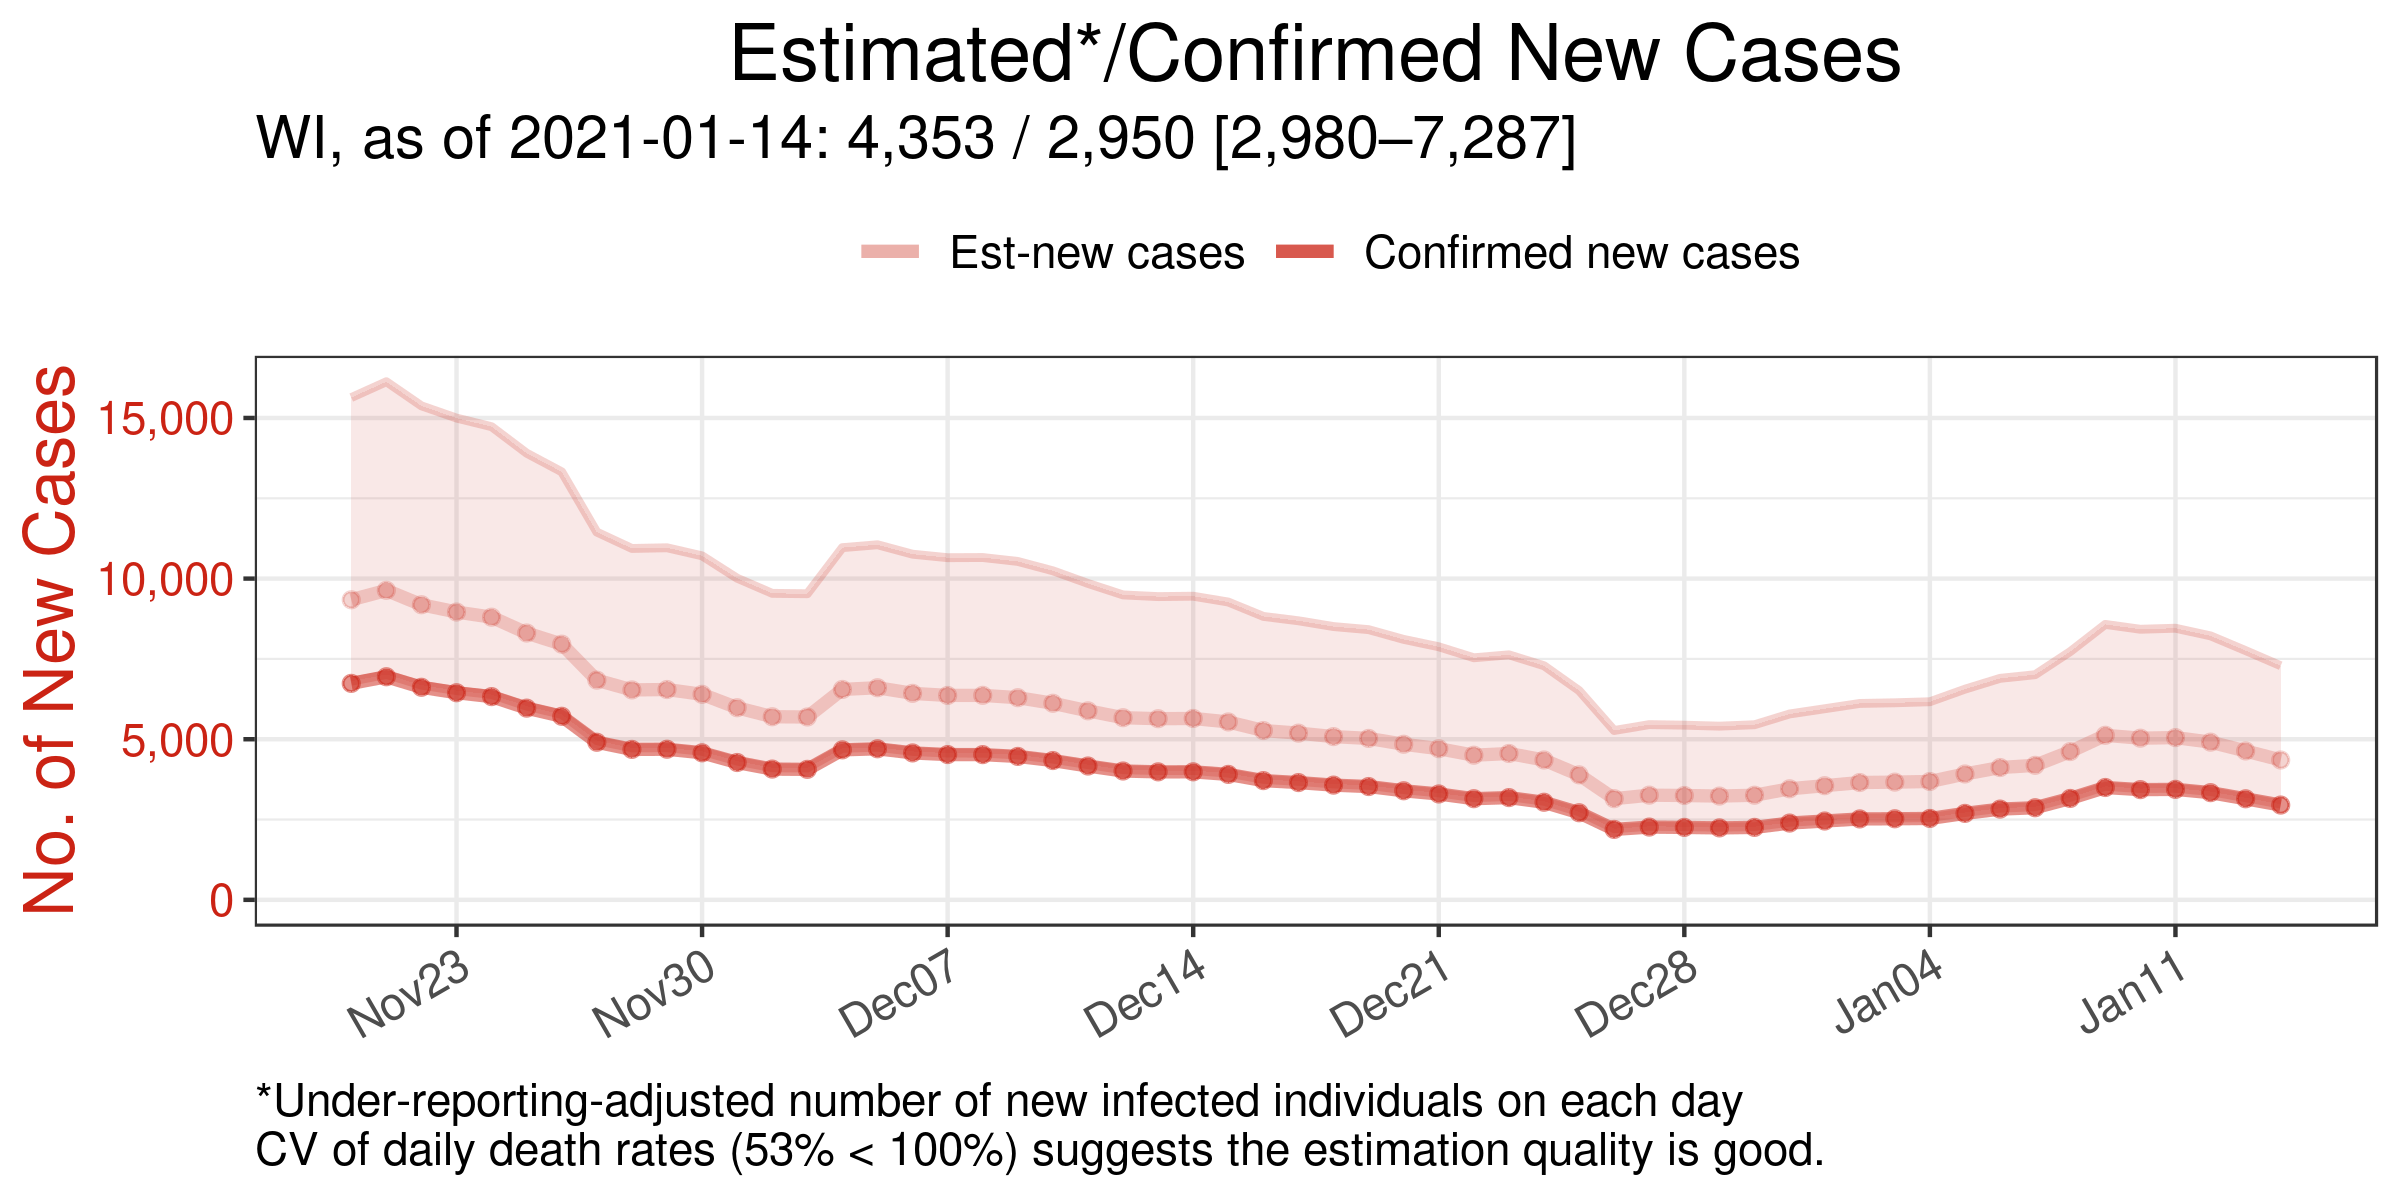 Estimated*/Confirmed New Cases
WI, as of 2021-01-14: 4,353 / 2,950 [2,980–7,287]
Est-new cases
Confirmed new cases
No. of New Cases
15,000
10,000
5,000
0
Nov23
Nov30
Dec07
Dec14
Dec21
Dec28
Jan04
Jan11
*Under-reporting-adjusted number of new infected individuals on each day
CV of daily death rates (53% < 100%) suggests the estimation quality is good.